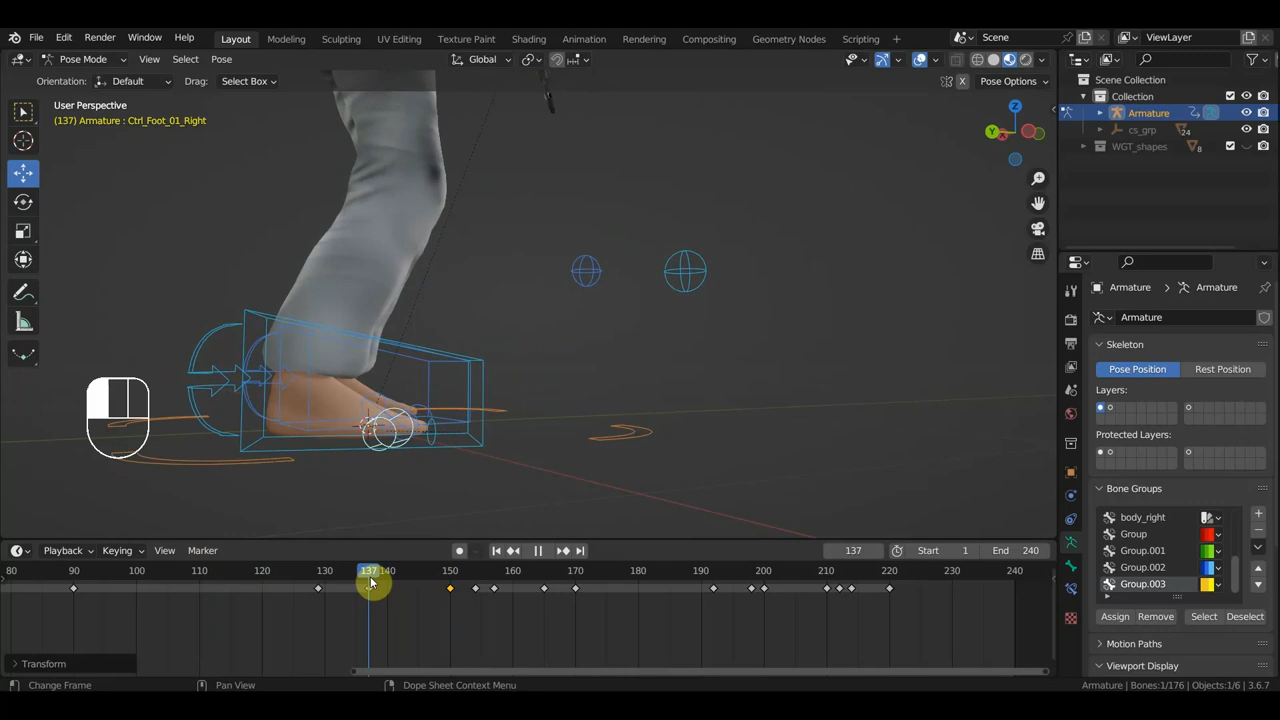 File Edit Render Window Help Layout Modeling Sculpting UV Editing Texture Paint Shading Animation Rendering Compositing Geometry Nodes Scripting + Scene ViewLayer
Pose Mode View Select Pose Global
Orientation: Default Drag: Select Box X Pose Options
Scene Collection
Collection
Armature
cs_grp 24
WGT_shapes 8
User Perspective
(137) Armature : Ctrl_Foot_01_Right
Z
Y
X
Armature Armature
Armature
Skeleton
Pose Position Rest Position
Layers:
Protected Layers:
Bone Groups
body_right
Group
Group.001
Group.002
Group.003
Assign Remove Select Deselect
Motion Paths
Viewport Display
Playback Keying View Marker 137 Start 1 End 240
80 90 100 110 120 130 137 140 150 160 170 180 190 200 210 220 230 240
Transform
Change Frame Pan View Dope Sheet Context Menu Armature | Bones:1/176 | Objects:1/6 | 3.6.7